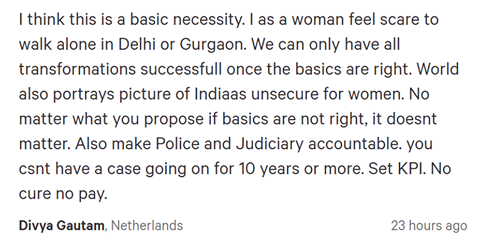 I think this is a basic necessity. I as a woman feel scare to
walk alone in Delhi or Gurgaon. We can only have all
transformations successfull once the basics are right. World
also portrays picture of Indiaas unsecure for women. No
matter what you propose if basics are not right, it doesnt
matter. Also make Police and Judiciary accountable. you
csnt have a case going on for 10 years or more. Set KPI. No
cure no pay.
Divya Gautam, Netherlands 23 hours ago